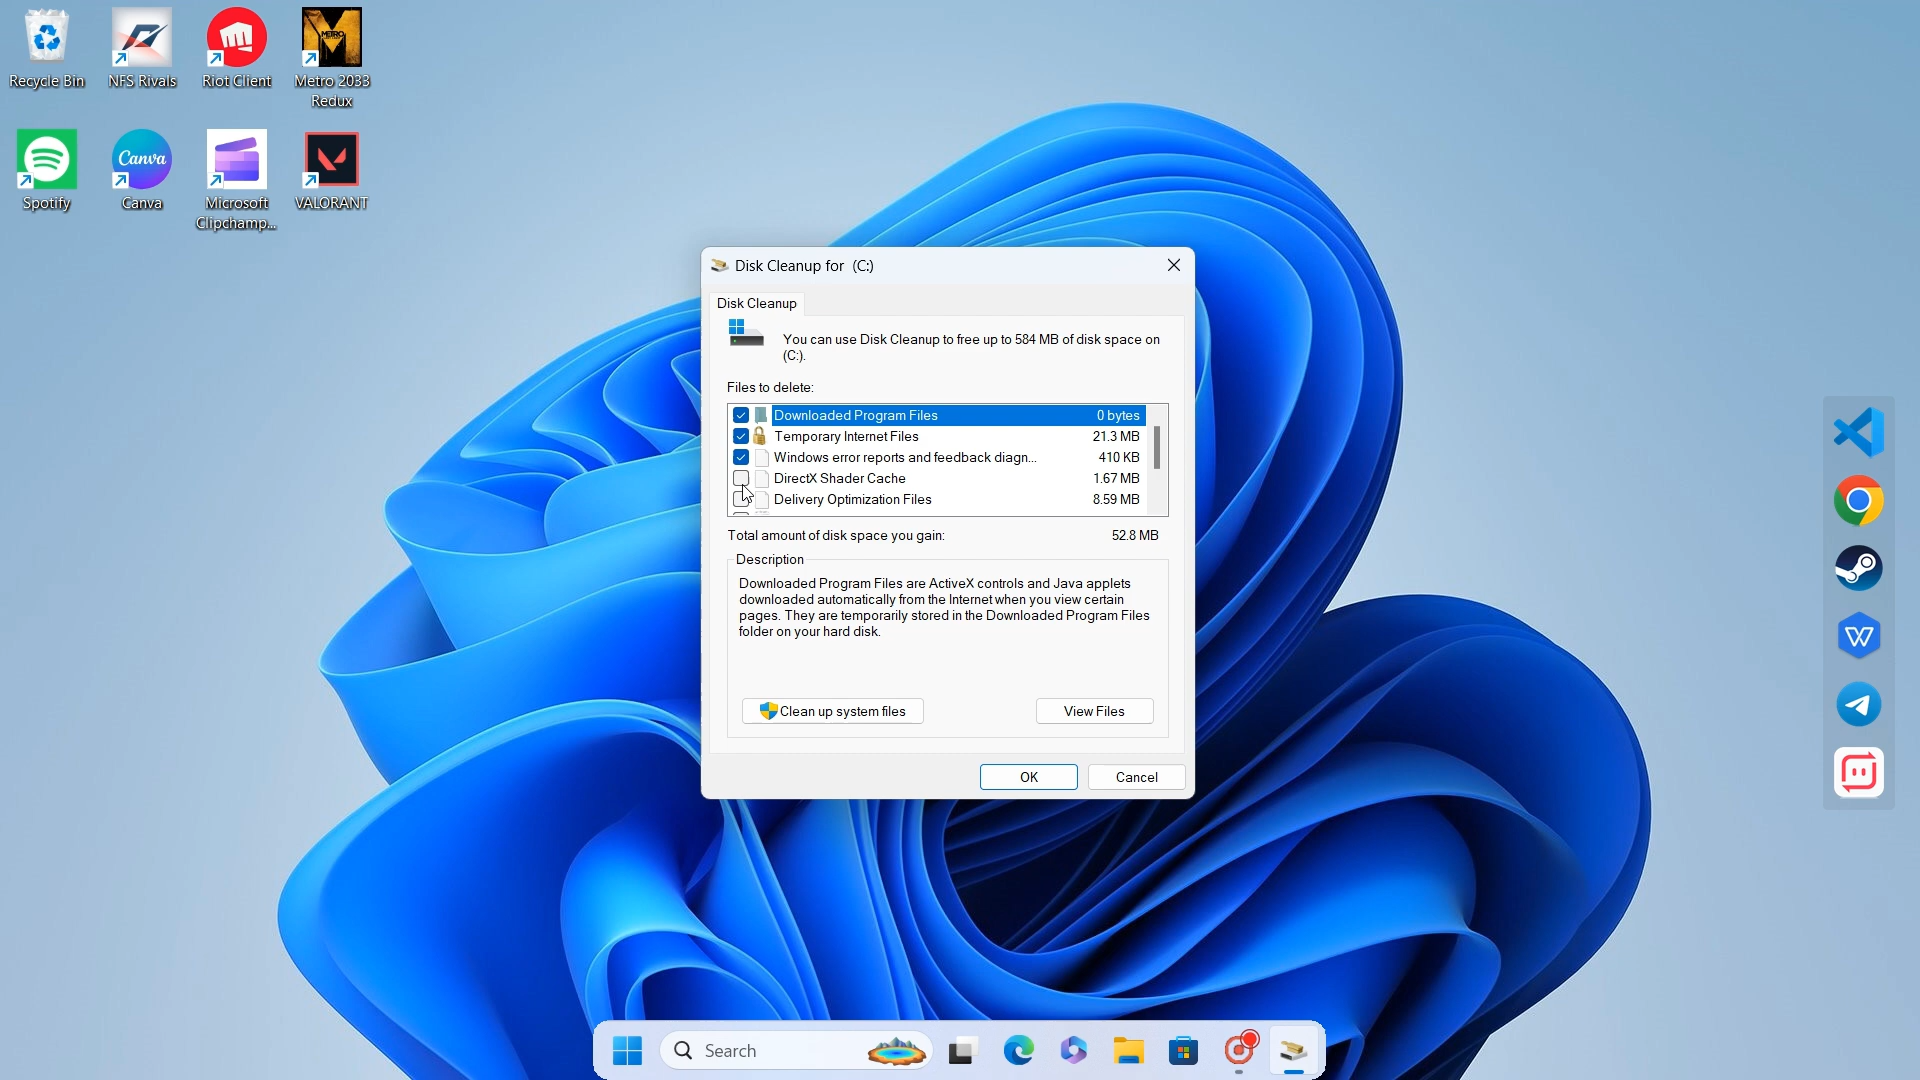 Recycle Bin
NFS Rivals
Riot Client
Metro 2033
Redux
METRO
Spotify
Canva
Canva
Microsoft
Clipchamp...
VALORANT
Disk Cleanup for (C:)
Disk Cleanup
You can use Disk Cleanup to free up to 584 MB of disk space on
(C:).
Files to delete:
Downloaded Program Files 0 bytes
Temporary Internet Files 21.3 MB
Windows error reports and feedback diagn... 410 KB
DirectX Shader Cache 1.67 MB
Delivery Optimization Files 8.59 MB
Total amount of disk space you gain: 52.8 MB
Description
Downloaded Program Files are ActiveX controls and Java applets
downloaded automatically from the Internet when you view certain
pages. They are temporarily stored in the Downloaded Program Files
folder on your hard disk.
Clean up system files
View Files
OK
Cancel
Search